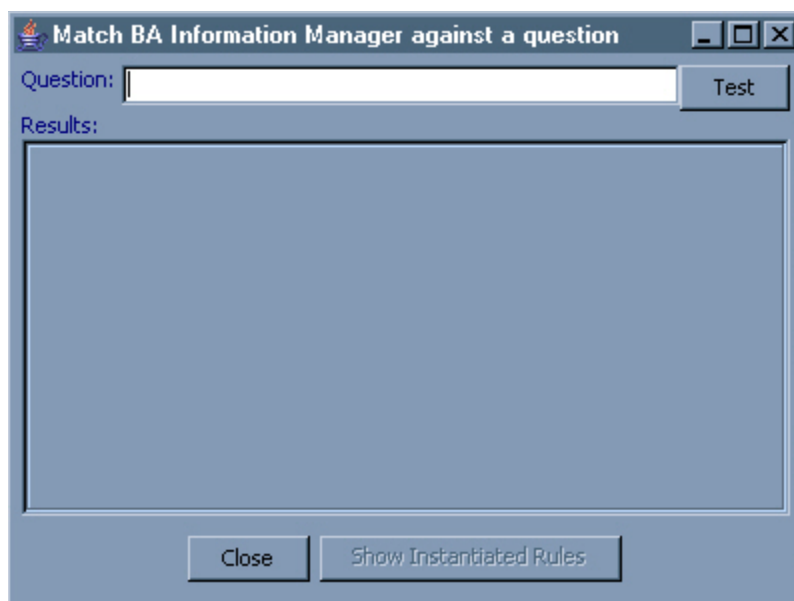 Match BA Information Manager against a question
Question: Test
Results:
Close Show Instantiated Rules